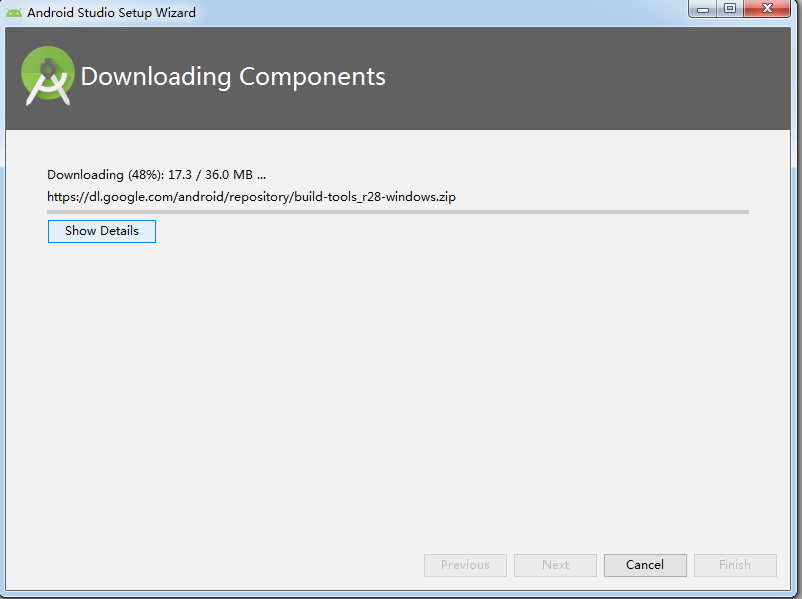 Android Studio Setup Wizard
Downloading Components
Downloading (48%): 17.3 / 36.0 MB ...
https://dl.google.com/android/repository/build-tools_r28-windows.zip
Show Details
Previous
Next
Cancel
Finish